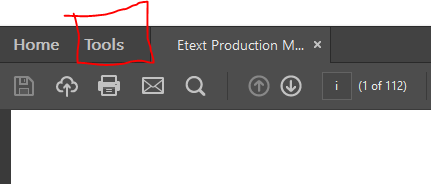 Home Tools Etext Production M... ×
i (1 of 112)